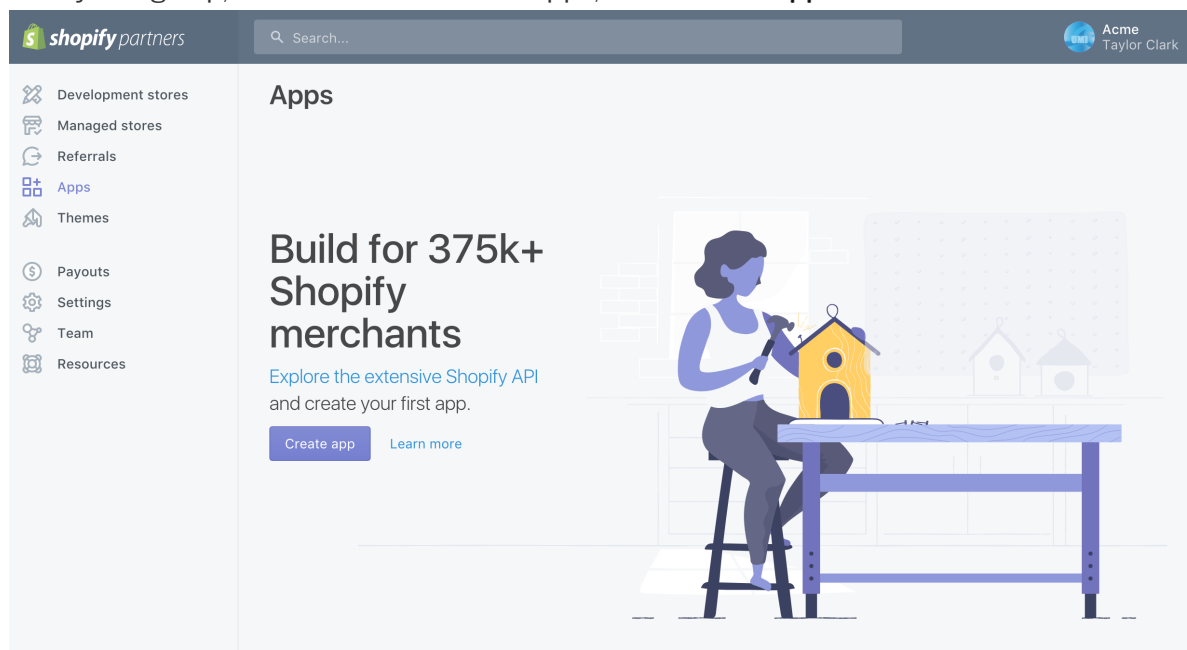 shopify partners
Search...
Acme
Taylor Clark
Development stores
Managed stores
Referrals
Apps
Themes
Payouts
Settings
Team
Resources
Apps
Build for 375k+
Shopify
merchants
Explore the extensive Shopify API
and create your first app.
Create app
Learn more